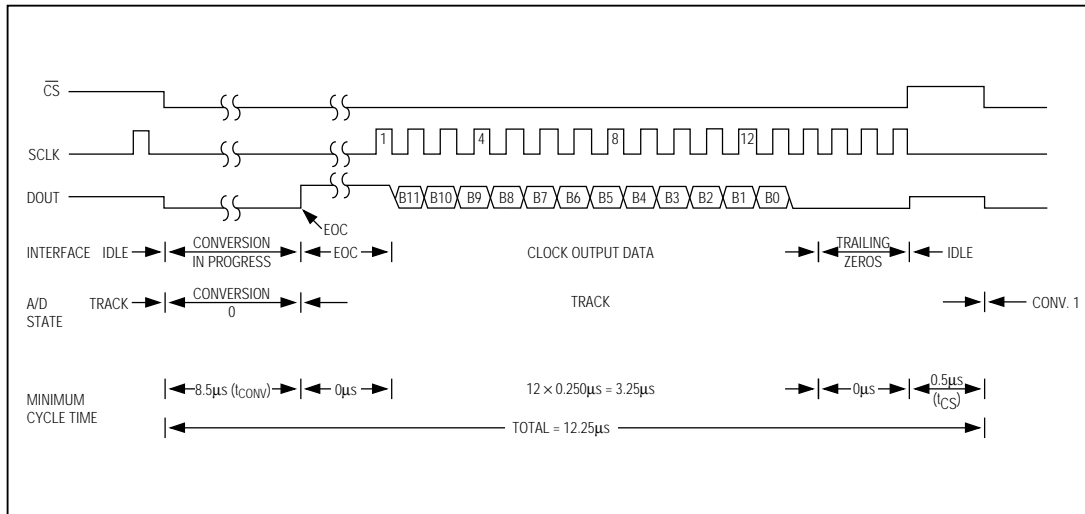 CS
SCLK
1 4 8 12
DOUT
B11 B10 B9 B8 B7 B6 B5 B4 B3 B2 B1 B0
EOC
INTERFACE IDLE CONVERSION IN PROGRESS EOC CLOCK OUTPUT DATA TRAILING ZEROS IDLE
A/D STATE TRACK CONVERSION 0 TRACK CONV. 1
MINIMUM CYCLE TIME 8.5µs (tCONV) 0µs 12 × 0.250µs = 3.25µs 0µs 0.5µs (tCS)
TOTAL = 12.25µs